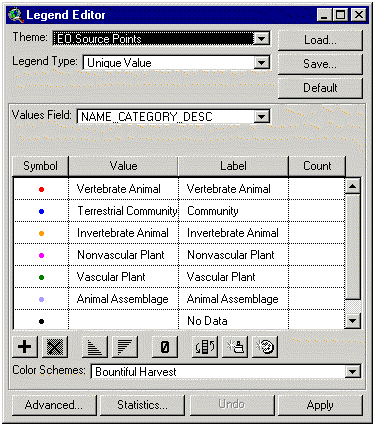 Legend Editor
Theme: EO.Source Points Load...
Legend Type: Unique Value Save...
Default
Values Field: NAME_CATEGORY_DESC
Symbol Value Label Count
Vertebrate Animal Vertebrate Animal
Terrestrial Community Community
Invertebrate Animal Invertebrate Animal
Nonvascular Plant Nonvascular Plant
Vascular Plant Vascular Plant
Animal Assemblage Animal Assemblage
No Data
0
Color Schemes: Bountiful Harvest
Advanced... Statistics... Undo Apply